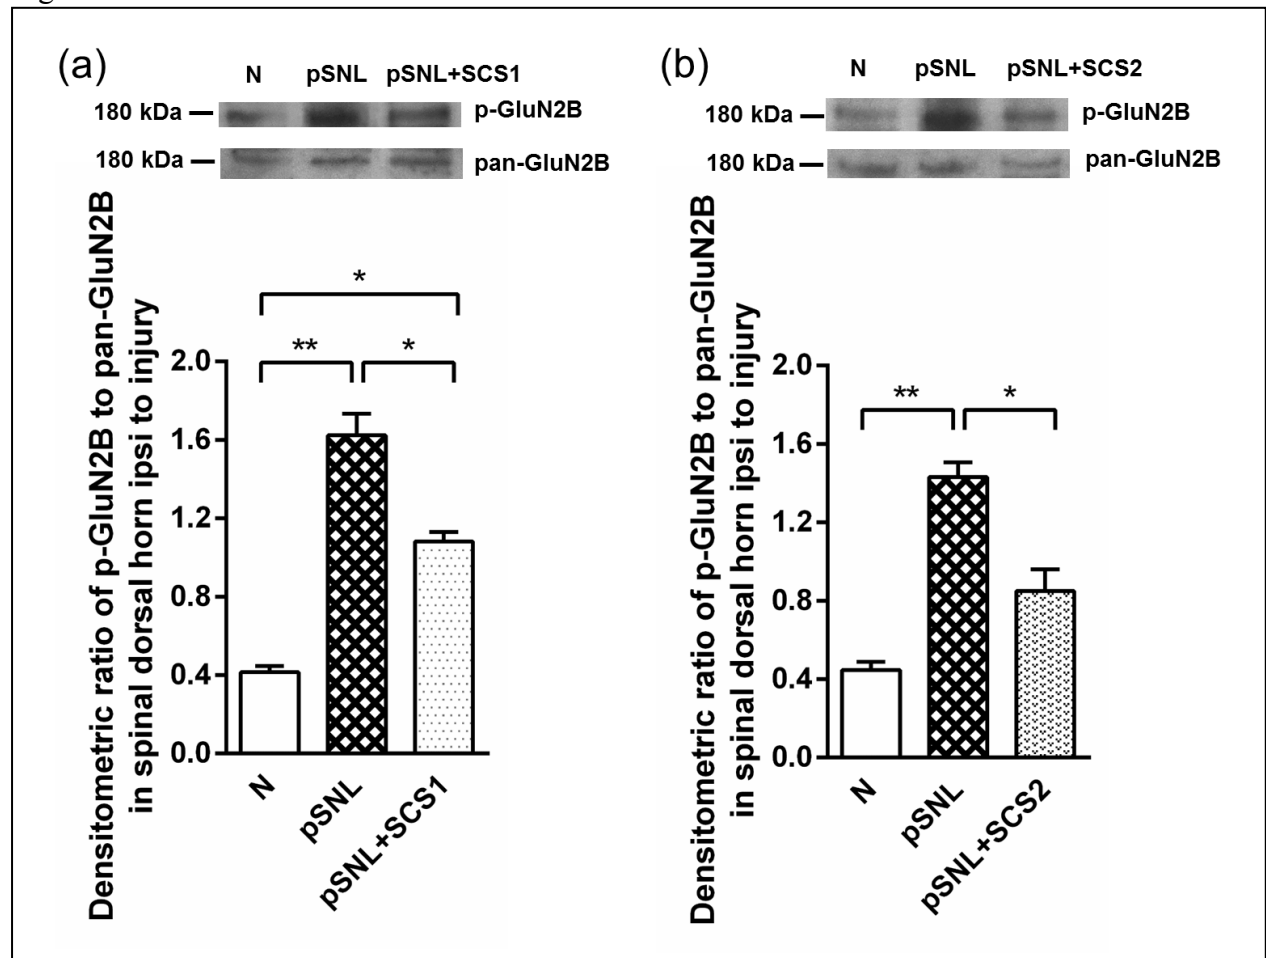 (a)
N pSNL pSNL+SCS1
180 kDa p-GluN2B
180 kDa pan-GluN2B
Densitometric ratio of p-GluN2B to pan-GluN2B
in spinal dorsal horn ipsi to injury
*
** *
2.0
1.6
1.2
0.8
0.4
0.0
N
pSNL
pSNL+SCS1
(b)
N pSNL pSNL+SCS2
180 kDa p-GluN2B
180 kDa pan-GluN2B
Densitometric ratio of p-GluN2B to pan-GluN2B
in spinal dorsal horn ipsi to injury
** *
2.0
1.6
1.2
0.8
0.4
0.0
N
pSNL
pSNL+SCS2